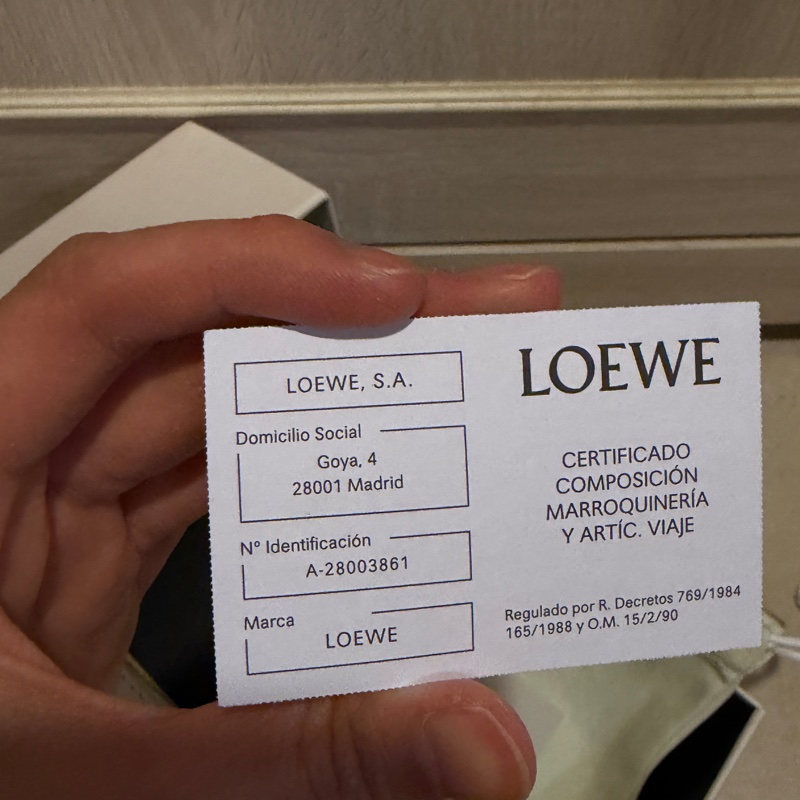 LOEWE, S.A.
Domicilio Social
Goya, 4
28001 Madrid
Nº Identificación
A-28003861
Marca
LOEWE
LOEWE
CERTIFICADO
COMPOSICIÓN
MARROQUINERÍA
Y ARTÍC. VIAJE
Regulado por R. Decretos 769/1984
165/1988 y O.M. 15/2/90